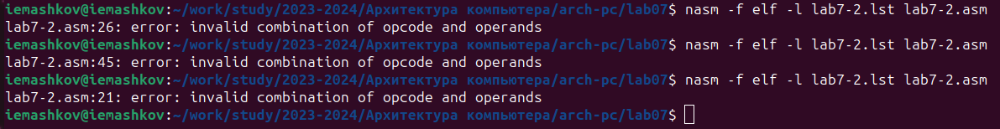 iemashkov@iemashkov:~/work/study/2023-2024/Архитектура компьютера/arch-pc/lab07$ nasm -f elf -l lab7-2.lst lab7-2.asm
lab7-2.asm:26: error: invalid combination of opcode and operands
iemashkov@iemashkov:~/work/study/2023-2024/Архитектура компьютера/arch-pc/lab07$ nasm -f elf -l lab7-2.lst lab7-2.asm
lab7-2.asm:45: error: invalid combination of opcode and operands
iemashkov@iemashkov:~/work/study/2023-2024/Архитектура компьютера/arch-pc/lab07$ nasm -f elf -l lab7-2.lst lab7-2.asm
lab7-2.asm:21: error: invalid combination of opcode and operands
iemashkov@iemashkov:~/work/study/2023-2024/Архитектура компьютера/arch-pc/lab07$